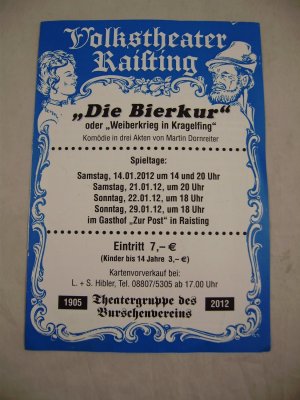 Volkstheater
Raisting
„Die Bierkur“
oder „Weiberkrieg in Kragelfing“
Komödie in drei Akten von Martin Dornreiter
Spieltage:
Samstag, 14.01.2012 um 14 und 20 Uhr
Samstag, 21.01.12, um 20 Uhr
Sonntag, 22.01.12, um 18 Uhr
Sonntag, 29.01.12, um 18 Uhr
im Gasthof „Zur Post“ in Raisting
Eintritt 7,– €
(Kinder bis 14 Jahre 3,– €)
Kartenvorverkauf bei:
L. + S. Hibler, Tel. 08807/5305 ab 17.00 Uhr
1905 Theatergruppe des 2012
Burschenvereins